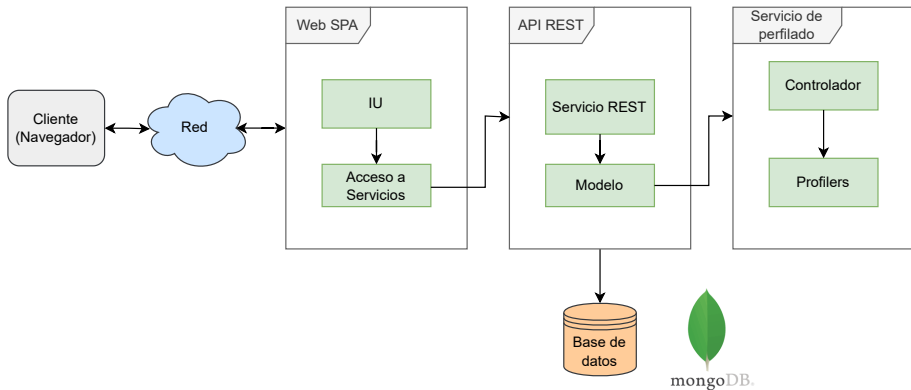 Web SPA
API REST
Servicio de
perfilado
Cliente
(Navegador)
Red
IU
Acceso a
Servicios
Servicio REST
Modelo
Controlador
Profilers
Base de
datos
mongoDB.